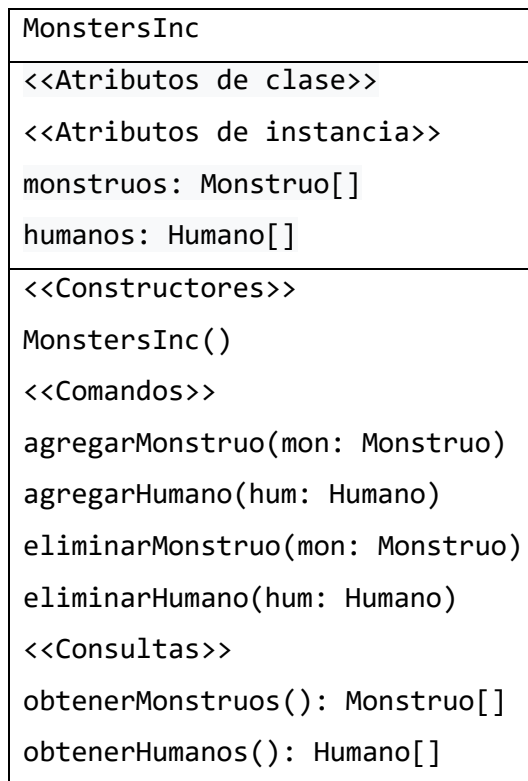 MonstersInc
<<Atributos de clase>>
<<Atributos de instancia>>
monstruos: Monstruo[]
humanos: Humano[]
<<Constructores>>
MonstersInc()
<<Comandos>>
agregarMonstruo(mon: Monstruo)
agregarHumano(hum: Humano)
eliminarMonstruo(mon: Monstruo)
eliminarHumano(hum: Humano)
<<Consultas>>
obtenerMonstruos(): Monstruo[]
obtenerHumanos(): Humano[]